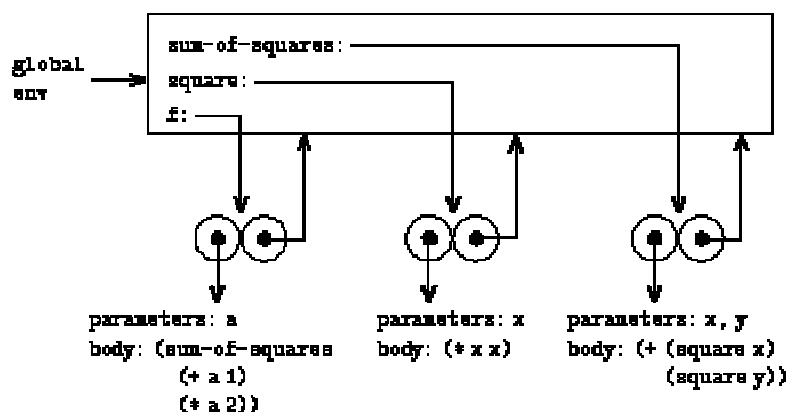 sum-of-squares:
global
env
square:
f:
parameters: a
body: (sum-of-squares
(+ a 1)
(* a 2))
parameters: x
body: (* x x)
parameters: x, y
body: (+ (square x)
(square y))